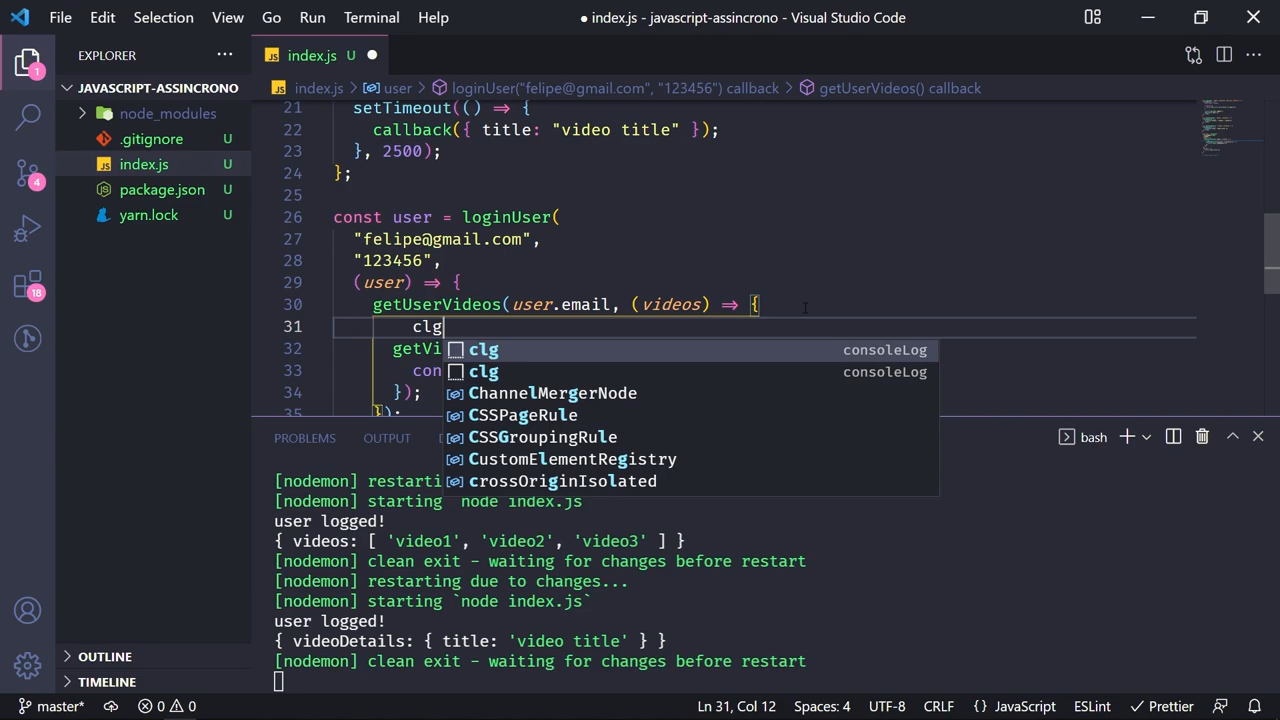 File Edit Selection View Go Run Terminal Help
● index.js - javascript-assincrono - Visual Studio Code
EXPLORER
JS index.js U
JAVASCRIPT-ASSINCRONO
JS index.js > user > loginUser("felipe@gmail.com", "123456") callback > getUserVideos() callback
node_modules
.gitignore U
JS index.js U
package.json U
yarn.lock U
1
4
18
21 setTimeout(() => {
22 callback({ title: "video title" });
23 }, 2500);
24 };
25
26 const user = loginUser(
27 "felipe@gmail.com",
28 "123456",
29 (user) => {
30 getUserVideos(user.email, (videos) => {
31 clg
32 getVi
33 con
34 });
35 });
clg consoleLog
clg consoleLog
ChannelMergerNode
CSSPageRule
CSSGroupingRule
CustomElementRegistry
crossOriginIsolated
PROBLEMS OUTPUT D
bash
[nodemon] restarti
[nodemon] starting `node index.js`
user logged!
{ videos: [ 'video1', 'video2', 'video3' ] }
[nodemon] clean exit - waiting for changes before restart
[nodemon] restarting due to changes...
[nodemon] starting `node index.js`
user logged!
{ videoDetails: { title: 'video title' } }
[nodemon] clean exit - waiting for changes before restart
OUTLINE
TIMELINE
master* 0 0
Ln 31, Col 12 Spaces: 4 UTF-8 CRLF {} JavaScript ESLint Prettier